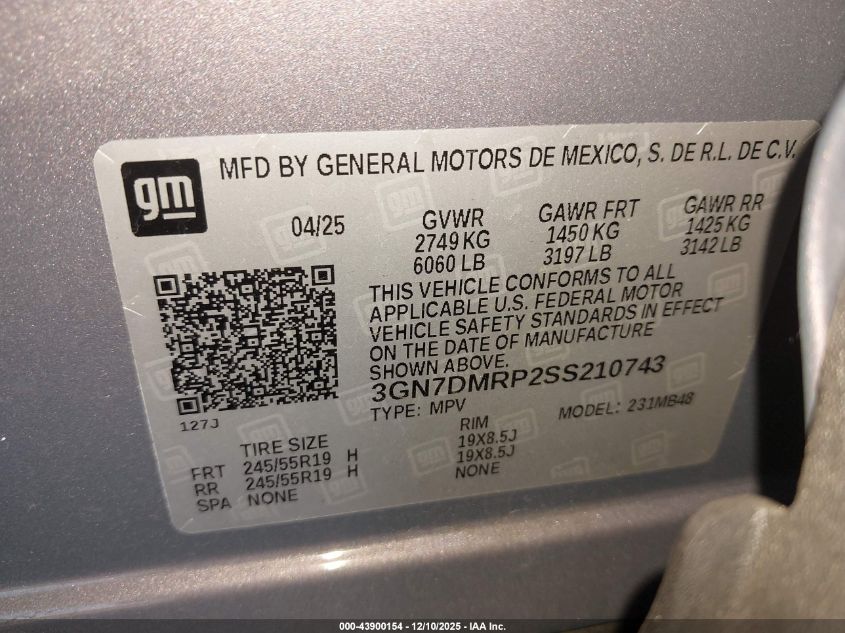 gm
MFD BY GENERAL MOTORS DE MEXICO, S. DE R.L. DE C.V.
04/25
GVWR
2749 KG
6060 LB
GAWR FRT
1450 KG
3197 LB
GAWR RR
1425 KG
3142 LB
THIS VEHICLE CONFORMS TO ALL
APPLICABLE U.S. FEDERAL MOTOR
VEHICLE SAFETY STANDARDS IN EFFECT
ON THE DATE OF MANUFACTURE
SHOWN ABOVE.
3GN7DMRP2SS210743
TYPE: MPV
MODEL: 231MB48
127J
TIRE SIZE
RIM
FRT 245/55R19 H 19X8.5J
RR 245/55R19 H 19X8.5J
SPA NONE NONE
000-43900154 - 12/10/2025 - IAA Inc.